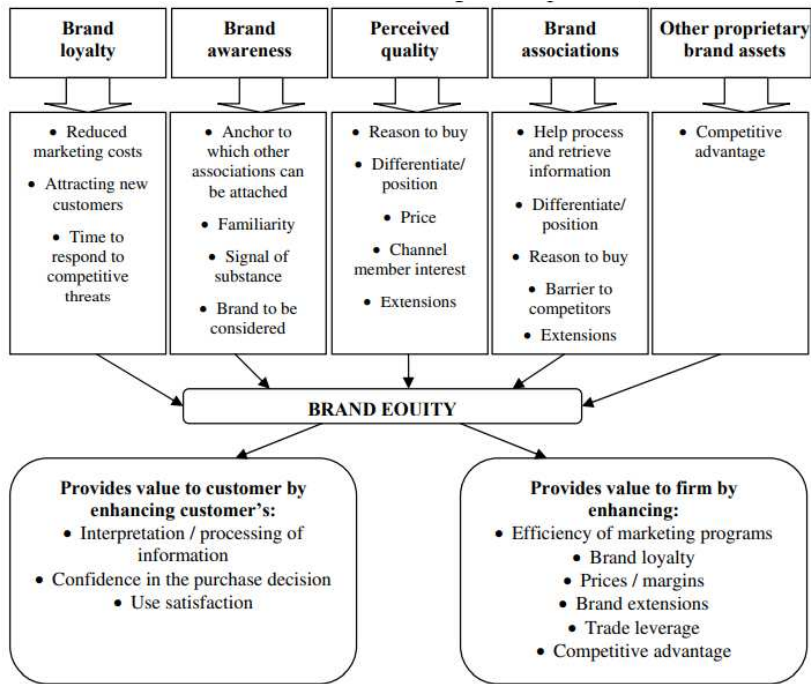 Brand
loyalty
Brand
awareness
Perceived
quality
Brand
associations
Other proprietary
brand assets
• Reduced
marketing costs
• Attracting new
customers
• Time to
respond to
competitive
threats
• Anchor to
which other
associations can
be attached
• Familiarity
• Signal of
substance
• Brand to be
considered
• Reason to buy
• Differentiate/
position
• Price
• Channel
member interest
• Extensions
• Help process
and retrieve
information
• Differentiate/
position
• Reason to buy
• Barrier to
competitors
• Extensions
• Competitive
advantage
BRAND EQUITY
Provides value to customer by
enhancing customer's:
• Interpretation / processing of
information
• Confidence in the purchase decision
• Use satisfaction
Provides value to firm by
enhancing:
• Efficiency of marketing programs
• Brand loyalty
• Prices / margins
• Brand extensions
• Trade leverage
• Competitive advantage